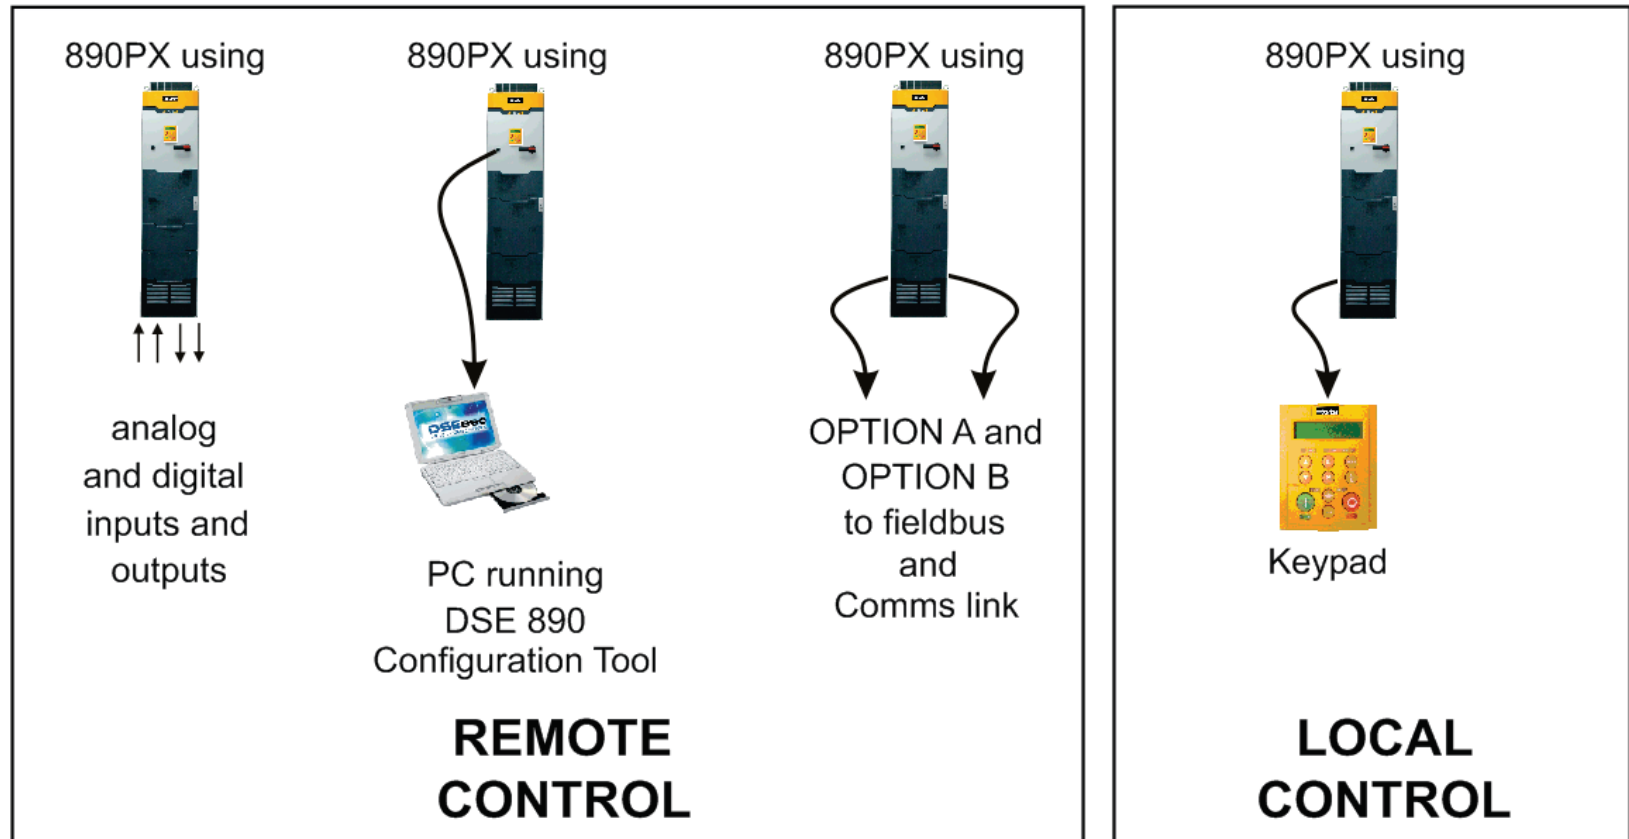 890PX using
analog
and digital
inputs and
outputs
890PX using
DSE890
PC running
DSE 890
Configuration Tool
890PX using
OPTION A and
OPTION B
to fieldbus
and
Comms link
REMOTE
CONTROL
890PX using
Keypad
LOCAL
CONTROL